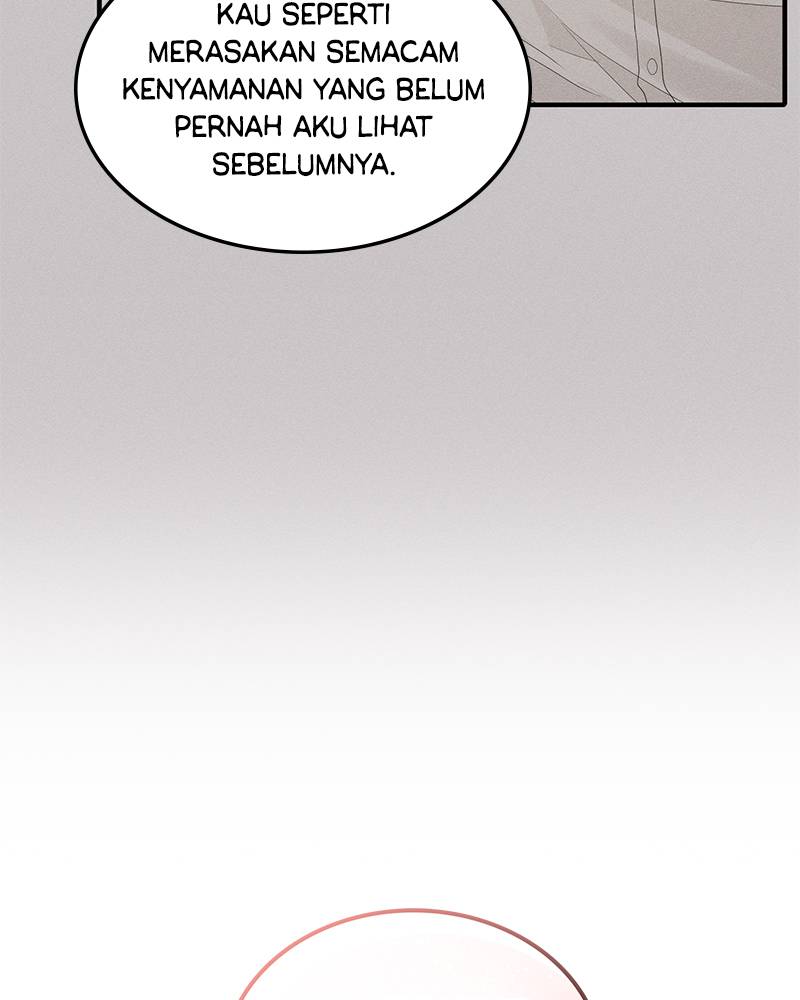 KAU SEPERTI
MERASAKAN SEMACAM
KENYAMANAN YANG BELUM
PERNAH AKU LIHAT
SEBELUMNYA.